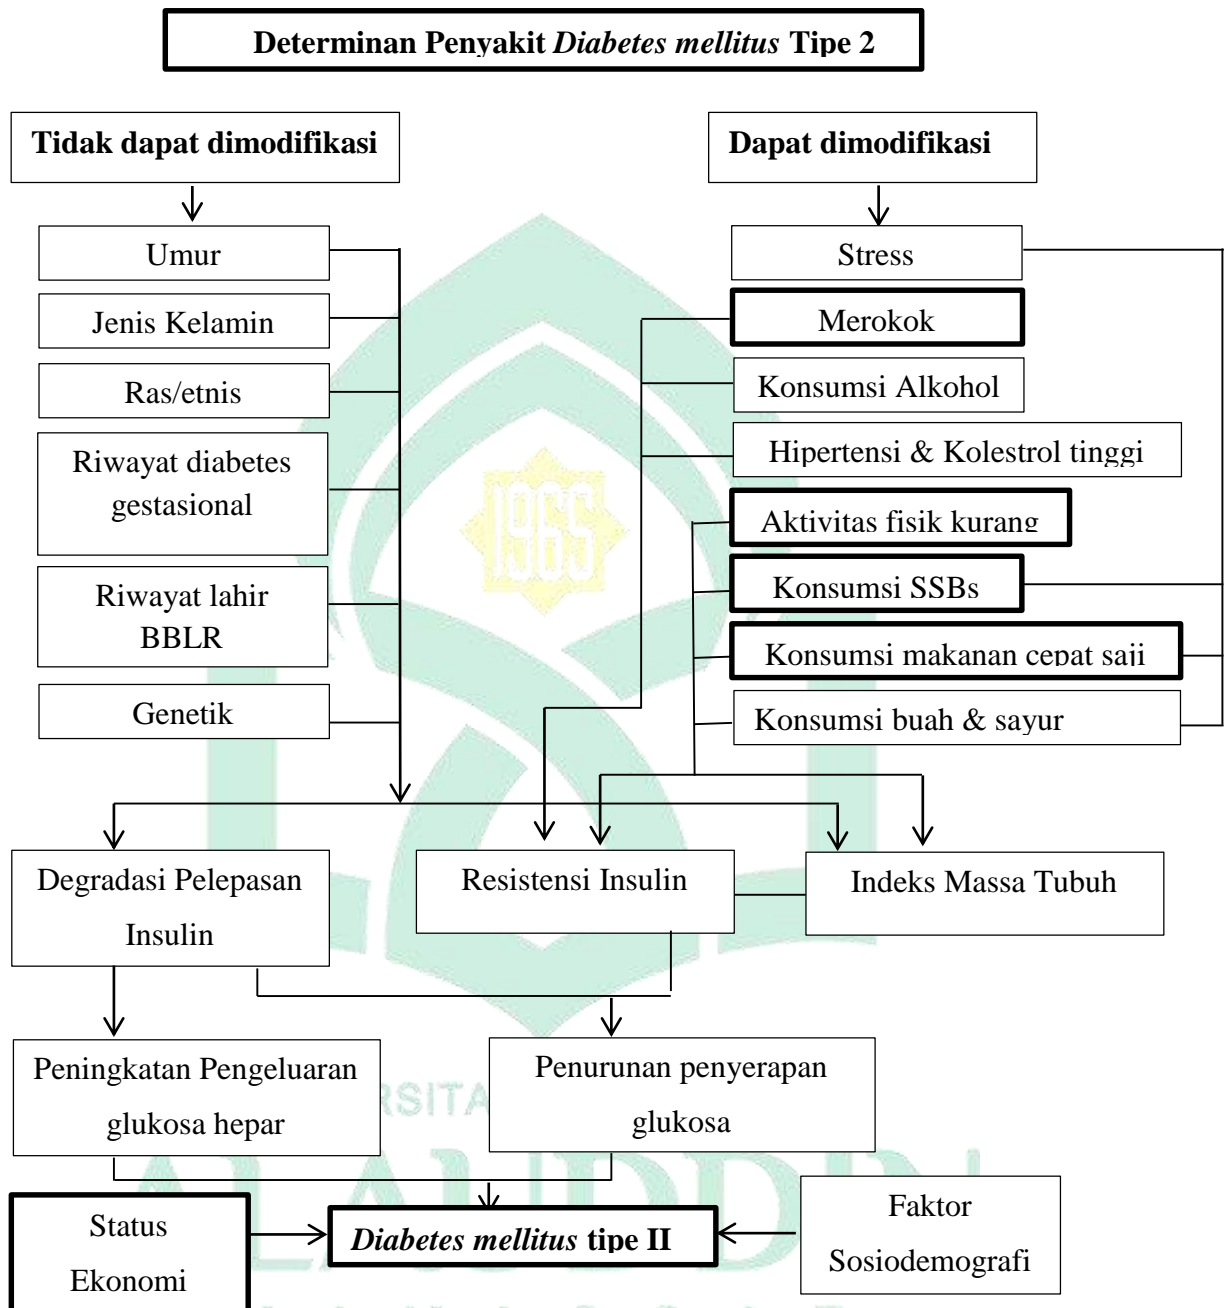 Determinan Penyakit Diabetes mellitus Tipe 2
Tidak dapat dimodifikasi
Dapat dimodifikasi
Umur
Jenis Kelamin
Ras/etnis
Riwayat diabetes
gestasional
Riwayat lahir
BBLR
Genetik
Stress
Merokok
Konsumsi Alkohol
Hipertensi & Kolestrol tinggi
Aktivitas fisik kurang
Konsumsi SSBs
Konsumsi makanan cepat saji
Konsumsi buah & sayur
1965
Degradasi Pelepasan
Insulin
Resistensi Insulin
Indeks Massa Tubuh
Peningkatan Pengeluaran
glukosa hepar
Penurunan penyerapan
glukosa
RSITA
ALAUDDIN
Status
Ekonomi
Diabetes mellitus tipe II
Faktor
Sosiodemografi